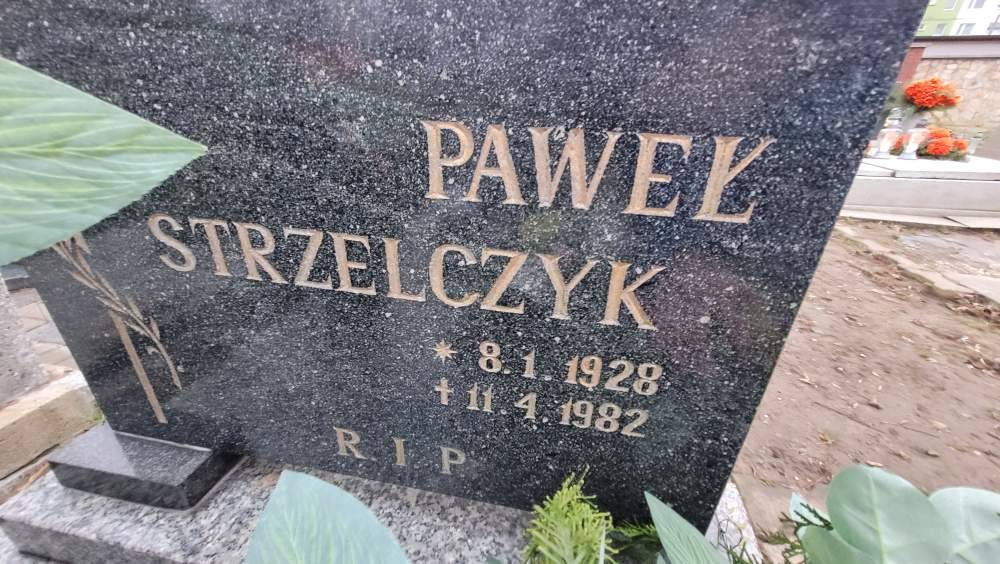 PAWEŁ
STRZELCZYK
* 8. 1. 1928
✝ 11. 4. 1982
R I P